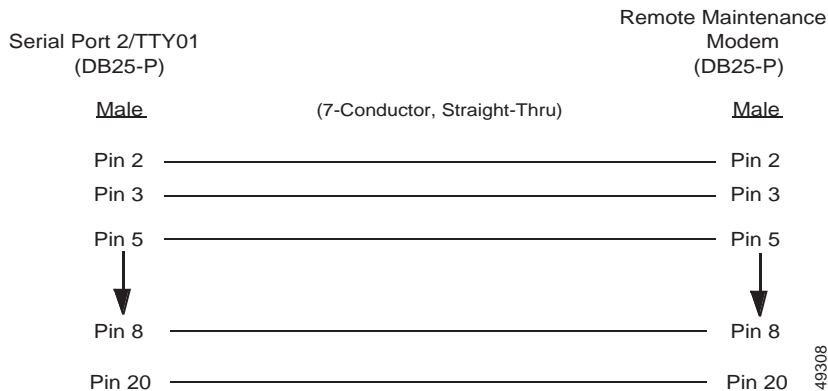 Serial Port 2/TTY01
(DB25-P)
Remote Maintenance
Modem
(DB25-P)
Male
(7-Conductor, Straight-Thru)
Male
Pin 2
Pin 2
Pin 3
Pin 3
Pin 5
Pin 5
Pin 8
Pin 8
Pin 20
Pin 20
49308